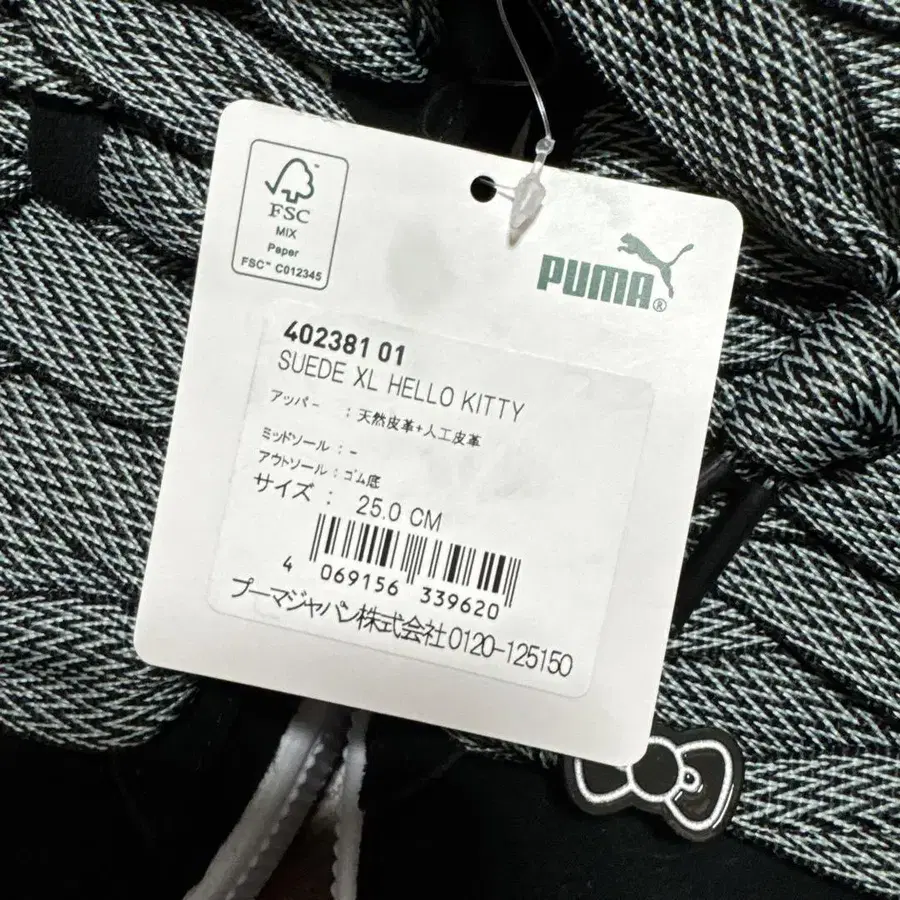 FSC
MIX
Paper
FSC™ C012345
PUMA®
402381 01
SUEDE XL HELLO KITTY
アッパー : 天然皮革+人工皮革
ミッドソール : -
アウトソール : ゴム底
サイズ : 25.0 CM
4 069156 339620
プーマジャパン株式会社0120-125150